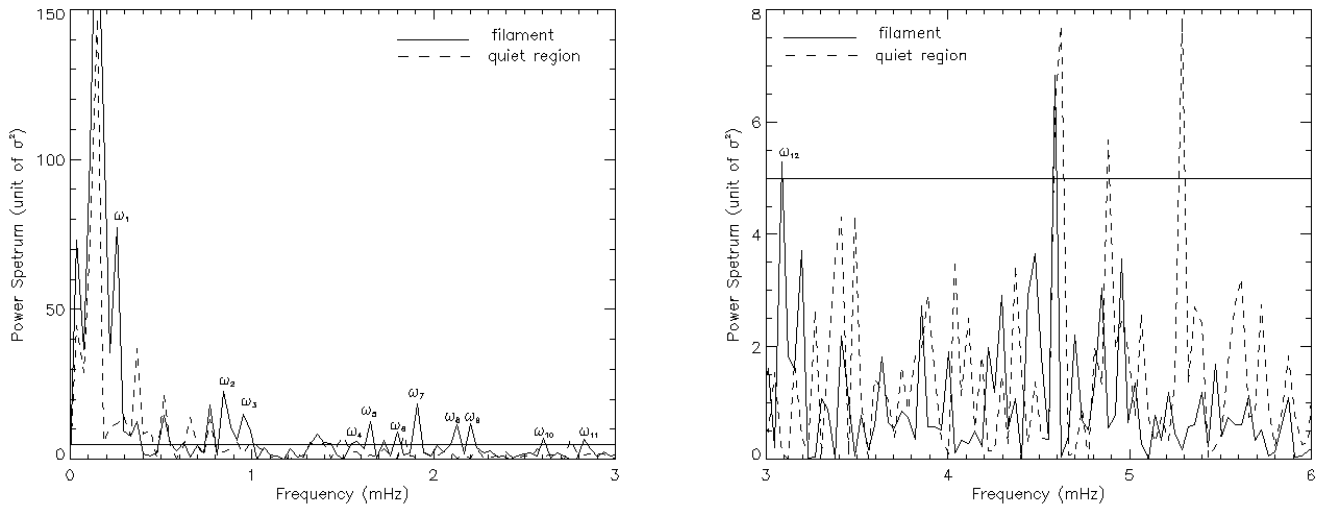 150
100
50
0
0
1
2
3
Power Spetrum (unit of σ²)
Frequency (mHz)
filament
quiet region
ω₁
ω₂
ω₃
ω₄
ω₅
ω₆
ω₇
ω₈
ω₉
ω₁₀
ω₁₁
8
6
4
2
0
3
4
5
6
Power Spetrum (unit of σ²)
Frequency (mHz)
filament
quiet region
ω₁₂